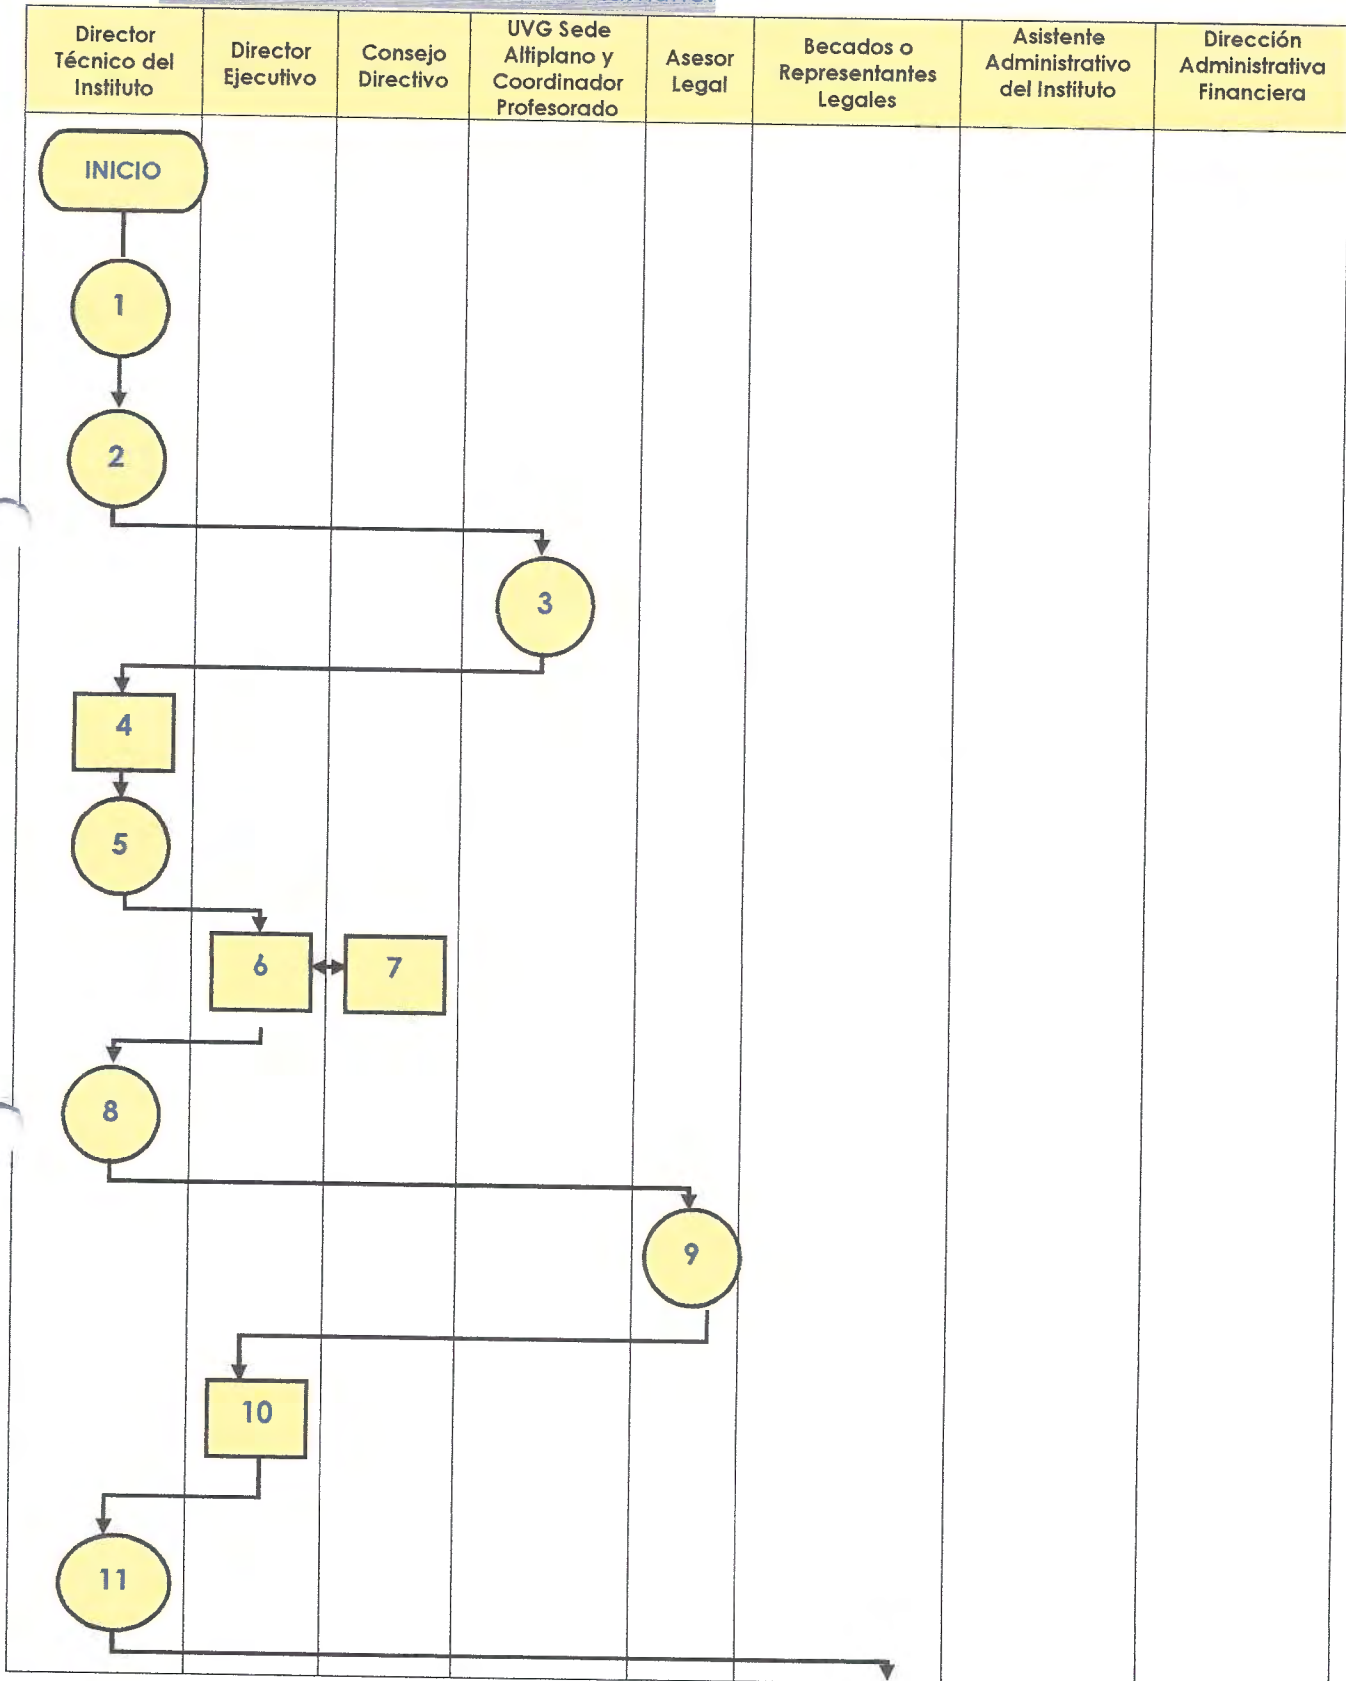 Director
Técnico del
Instituto
Director
Ejecutivo
Consejo
Directivo
UVG Sede
Altiplano y
Coordinador
Profesorado
Asesor
Legal
Becados o
Representantes
Legales
Asistente
Administrativo
del Instituto
Dirección
Administrativa
Financiera
INICIO
1
2
3
4
5
6
7
8
9
10
11